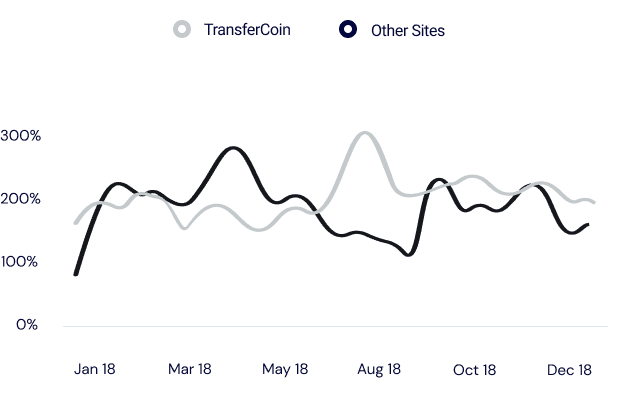 TransferCoin
Other Sites
300%
200%
100%
0%
Jan 18
Mar 18
May 18
Aug 18
Oct 18
Dec 18